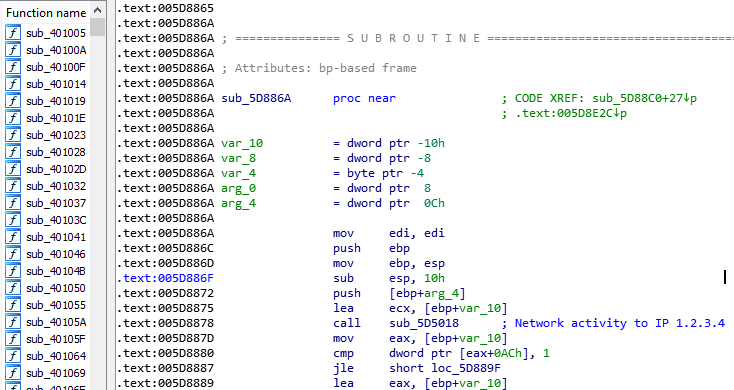 Function name
sub_401005
sub_40100A
sub_40100F
sub_401014
sub_401019
sub_40101E
sub_401023
sub_401028
sub_40102D
sub_401032
sub_401037
sub_40103C
sub_401041
sub_401046
sub_40104B
sub_401050
sub_401055
sub_40105A
sub_40105F
sub_401064
sub_401069
sub_40106E
.text:005D8865
.text:005D886A
.text:005D886A ; =============== S U B R O U T I N E =======================================
.text:005D886A
.text:005D886A ; Attributes: bp-based frame
.text:005D886A
.text:005D886A sub_5D886A proc near ; CODE XREF: sub_5D88C0+27↓p
.text:005D886A ; .text:005D8E2C↓p
.text:005D886A
.text:005D886A var_10 = dword ptr -10h
.text:005D886A var_8 = dword ptr -8
.text:005D886A var_4 = byte ptr -4
.text:005D886A arg_0 = dword ptr 8
.text:005D886A arg_4 = dword ptr 0Ch
.text:005D886A
.text:005D886A mov edi, edi
.text:005D886C push ebp
.text:005D886D mov ebp, esp
.text:005D886F sub esp, 10h
.text:005D8872 push [ebp+arg_4]
.text:005D8875 lea ecx, [ebp+var_10]
.text:005D8878 call sub_5D5018 ; Network activity to IP 1.2.3.4
.text:005D887D mov eax, [ebp+var_10]
.text:005D8880 cmp dword ptr [eax+0ACh], 1
.text:005D8887 jle short loc_5D889F
.text:005D8889 lea eax, [ebp+var_10]